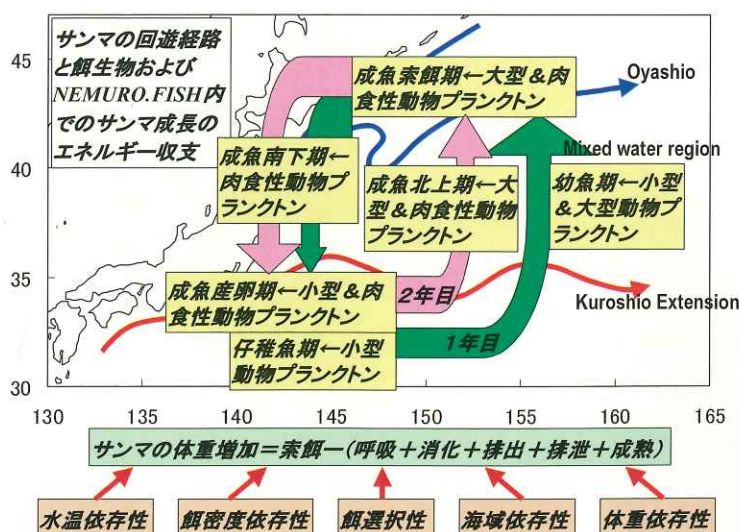 サンマの回遊経路
と餌生物および
NEMURO.FISH内
でのサンマ成長の
エネルギー収支
成魚索餌期←大型&肉
食性動物プランクトン
Oyashio
Mixed water region
成魚南下期←
肉食性動物プ
ランクトン
成魚北上期←大
型&肉食性動物
プランクトン
幼魚期←小型
&大型動物プ
ランクトン
成魚産卵期←小型&肉
食性動物プランクトン
2年目
Kuroshio Extension
仔稚魚期←小型
動物プランクトン
1年目
45
40
35
30
130 135 140 145 150 155 160 165
サンマの体重増加=索餌ー(呼吸+消化+排出+排泄+成熟)
水温依存性 餌密度依存性 餌選択性 海域依存性 体重依存性